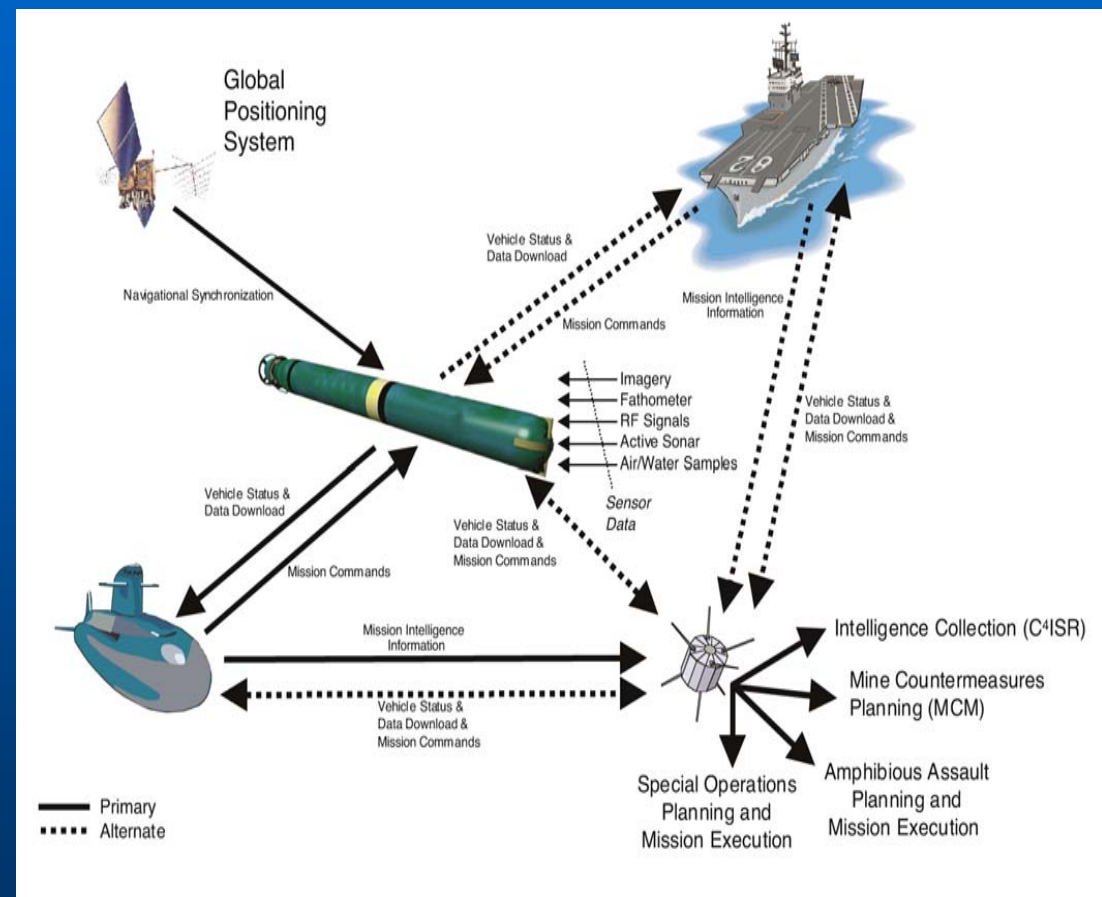 Global
Positioning
System
Navigational Synchronization
Vehicle Status &
Data Download
Mission Commands
Mission Intelligence
Information
Vehicle Status &
Data Download &
Mission Commands
Imagery
Fathometer
RF Signals
Active Sonar
Air/Water Samples
Sensor
Data
Vehicle Status &
Data Download
Mission Commands
Vehicle Status &
Data Download &
Mission Commands
Mission Intelligence
Information
Vehicle Status &
Data Download &
Mission Commands
Intelligence Collection (C⁴ISR)
Mine Countermeasures
Planning (MCM)
Amphibious Assault
Planning and
Mission Execution
Special Operations
Planning and
Mission Execution
Primary
Alternate
82